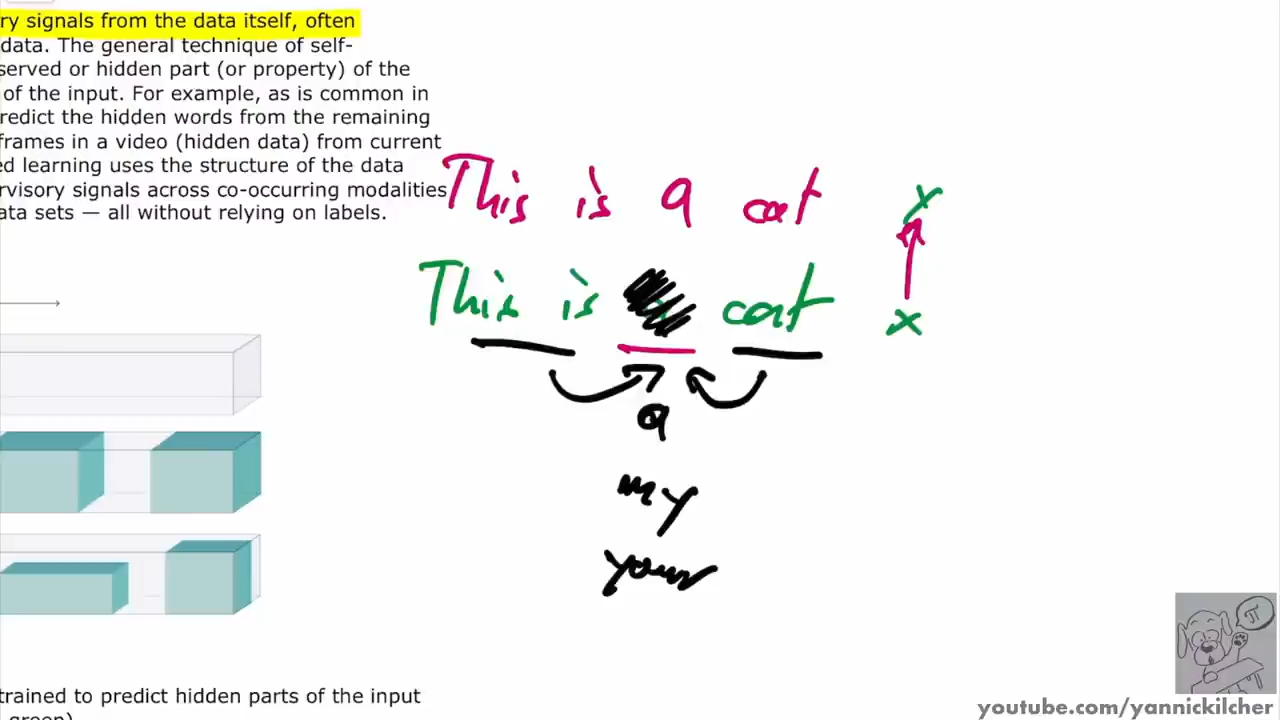 ry signals from the data itself, often
data. The general technique of self-
served or hidden part (or property) of the
of the input. For example, as is common in
redict the hidden words from the remaining
frames in a video (hidden data) from current
ed learning uses the structure of the data
rvisory signals across co-occurring modalities
ata sets — all without relying on labels.
This is a cat
Y
This is cat
x
a
my
your
π
trained to predict hidden parts of the input
green)
youtube.com/yannickilcher